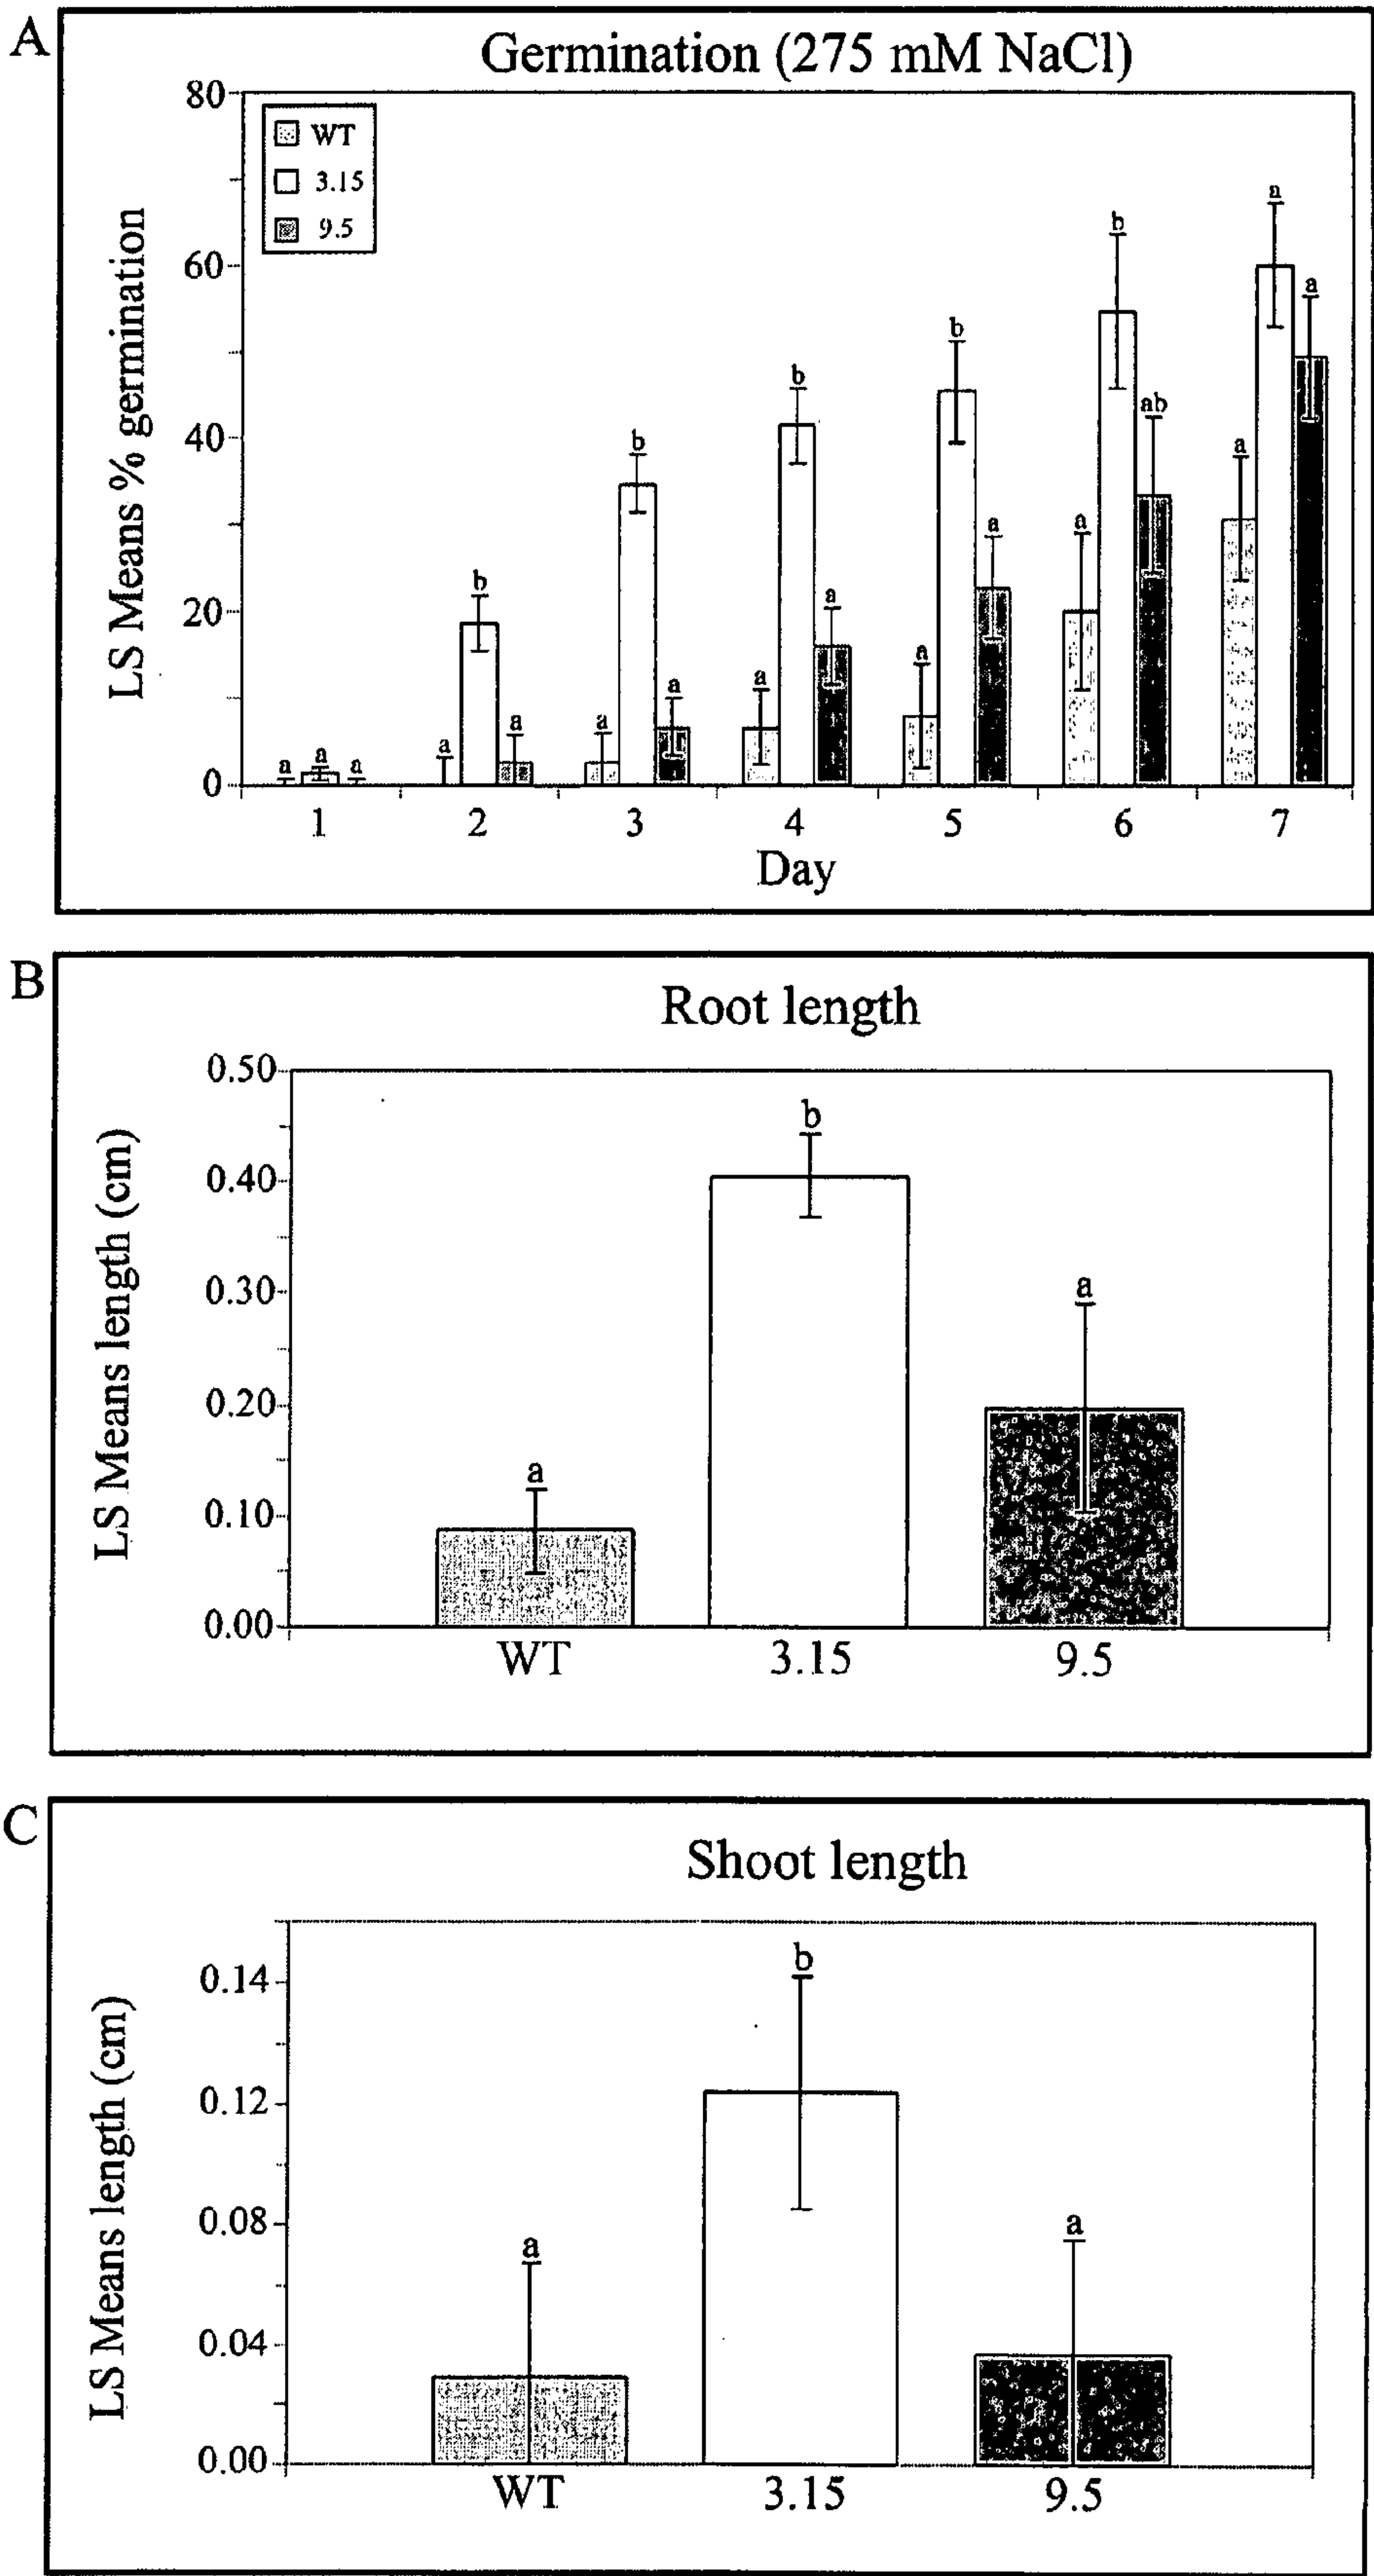 A
Germination (275 mM NaCl)
80
60
40
20
0
LS Means % germination
WT
3.15
9.5
a a a
a b a
a b a
a b a
a b a
a b ab
a a a
1 2 3 4 5 6 7
Day
B
Root length
0.50
0.40
0.30
0.20
0.10
0.00
LS Means length (cm)
a b a
WT 3.15 9.5
C
Shoot length
0.14
0.12
0.08
0.04
0.00
LS Means length (cm)
a b a
WT 3.15 9.5